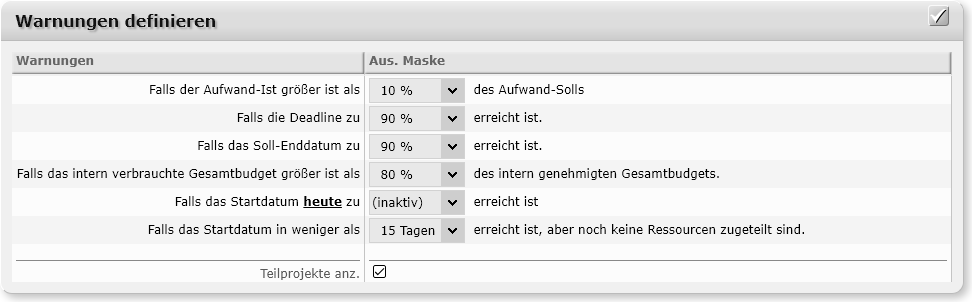 Warnungen definieren
Warnungen Aus. Maske
Falls der Aufwand-Ist größer ist als 10 % des Aufwand-Solls
Falls die Deadline zu 90 % erreicht ist.
Falls das Soll-Enddatum zu 90 % erreicht ist.
Falls das intern verbrauchte Gesamtbudget größer ist als 80 % des intern genehmigten Gesamtbudgets.
Falls das Startdatum heute zu (inaktiv) erreicht ist
Falls das Startdatum in weniger als 15 Tagen erreicht ist, aber noch keine Ressourcen zugeteilt sind.
Teilprojekte anz.